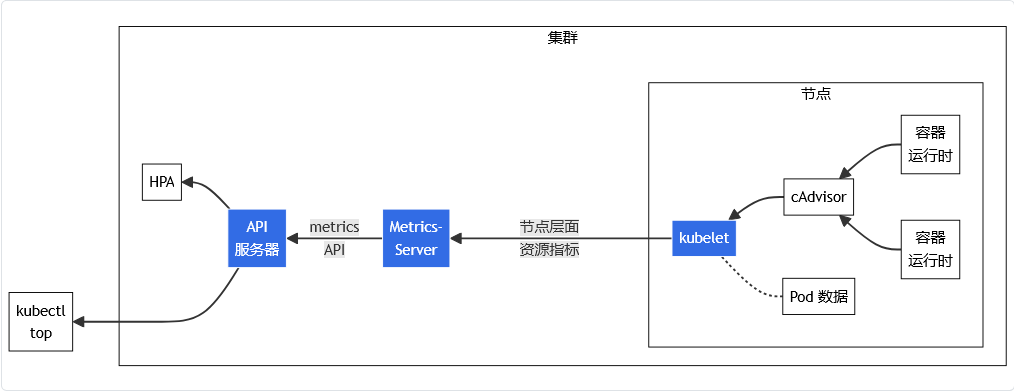 集群
节点
容器
运行时
HPA
cAdvisor
API
服务器
metrics
API
Metrics-
Server
节点层面
资源指标
kubelet
容器
运行时
Pod 数据
kubectl
top